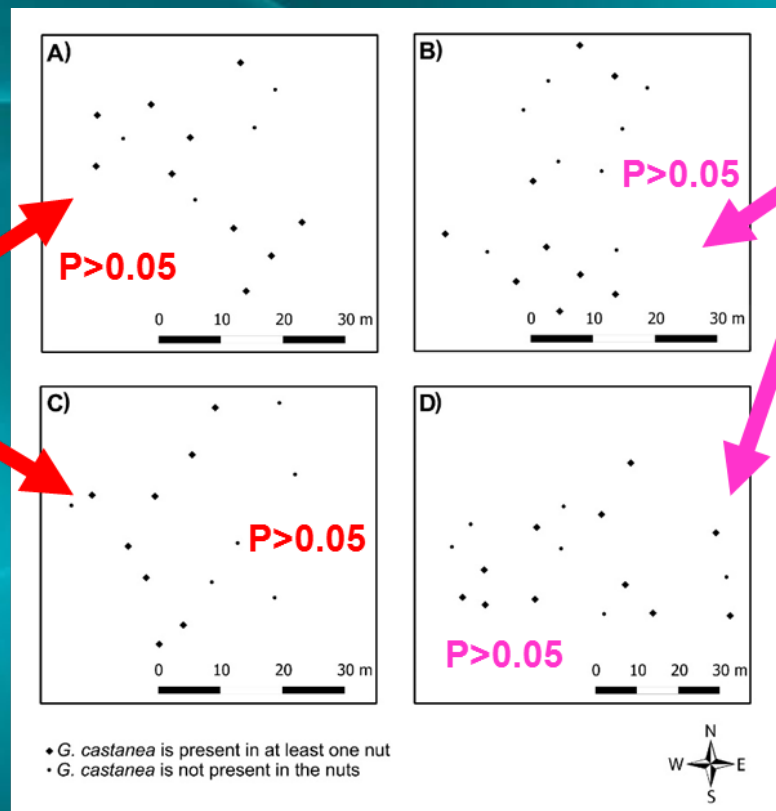 A)
P>0.05
0 10 20 30 m
B)
P>0.05
0 10 20 30 m
C)
P>0.05
0 10 20 30 m
D)
P>0.05
0 10 20 30 m
G. castanea is present in at least one nut
G. castanea is not present in the nuts
N
W E
S